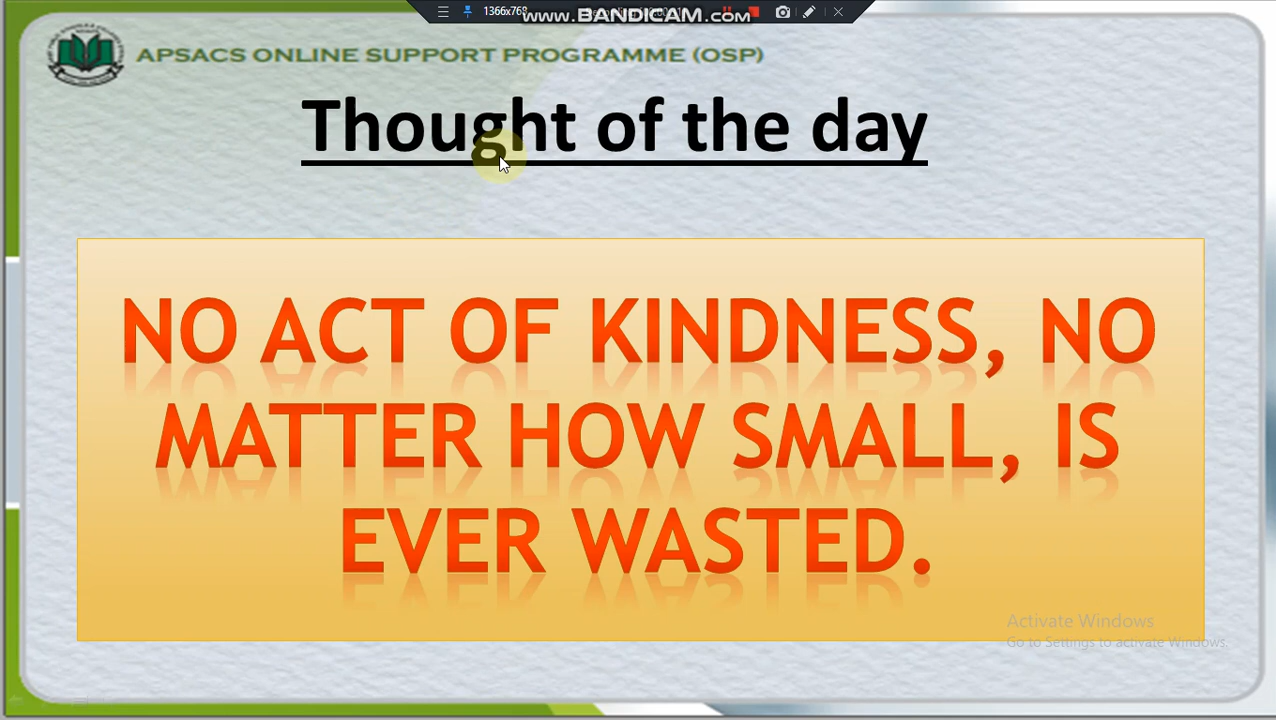 1366x768
WWW.BANDICAM.COM
APSACS ONLINE SUPPORT PROGRAMME (OSP)
Thought of the day
NO ACT OF KINDNESS, NO
MATTER HOW SMALL, IS
EVER WASTED.
Activate Windows
Go to Settings to activate Windows.